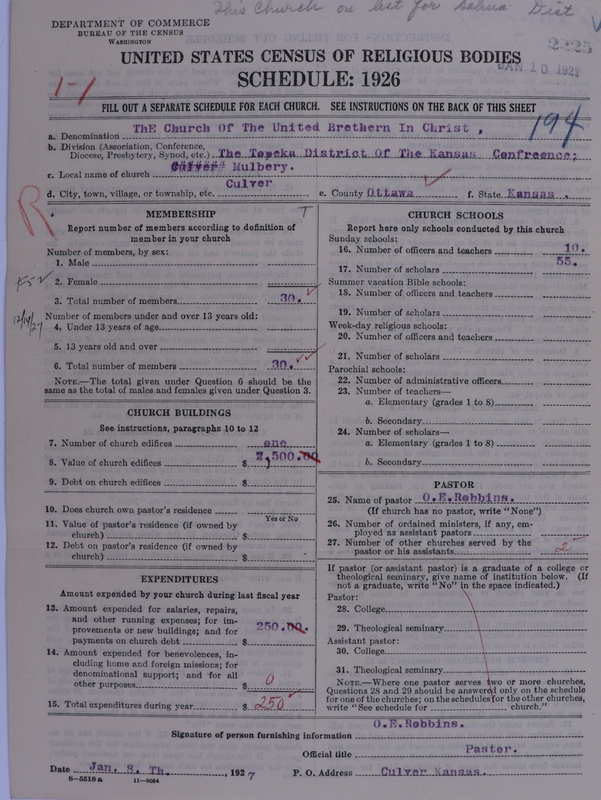 This Church on list for Salina Dist
DEPARTMENT OF COMMERCE
BUREAU OF THE CENSUS
WASHINGTON
2225
UNITED STATES CENSUS OF RELIGIOUS BODIES
JAN 10 1927
SCHEDULE: 1926
1-1
FILL OUT A SEPARATE SCHEDULE FOR EACH CHURCH. SEE INSTRUCTIONS ON THE BACK OF THIS SHEET
194
a. Denomination ThE Church Of The United Brethern In Christ ,
b. Division (Association, Conference,
Diocese, Presbytery, Synod, etc.) The Topeka District Of The Kansas Confreence;
c. Local name of church Mulbery.
d. City, town, village, or township, etc. Culver e. County Ottawa f. State Kansas .
R
MEMBERSHIP
T
Report number of members according to definition of
member in your church
Number of members, by sex:
1. Male
2. Female
3. Total number of members 30.
Number of members under and over 13 years old:
12/14/27
4. Under 13 years of age
5. 13 years old and over
6. Total number of members 30.
NOTE.—The total given under Question 6 should be the
same as the total of males and females given under Question 3.
CHURCH BUILDINGS
See instructions, paragraphs 10 to 12
7. Number of church edifices one
8. Value of church edifices $ 2,500.00
9. Debt on church edifices $
10. Does church own pastor's residence
Yes or No
11. Value of pastor's residence (if owned by
church) $
12. Debt on pastor's residence (if owned by
church) $
EXPENDITURES
Amount expended by your church during last fiscal year
13. Amount expended for salaries, repairs,
and other running expenses; for im-
provements or new buildings; and for
payments on church debt $ 250.00.
14. Amount expended for benevolences, in-
cluding home and foreign missions; for
denominational support; and for all
other purposes $ 0
15. Total expenditures during year $ 250
CHURCH SCHOOLS
Report here only schools conducted by this church
Sunday schools:
16. Number of officers and teachers 10.
17. Number of scholars 55.
Summer vacation Bible schools:
18. Number of officers and teachers
19. Number of scholars
Week-day religious schools:
20. Number of officers and teachers
21. Number of scholars
Parochial schools:
22. Number of administrative officers
23. Number of teachers—
a. Elementary (grades 1 to 8)
b. Secondary
24. Number of scholars—
a. Elementary (grades 1 to 8)
b. Secondary
PASTOR
25. Name of pastor O.E.Robbins.
(If church has no pastor, write "None")
26. Number of ordained ministers, if any, em-
ployed as assistant pastors
27. Number of other churches served by the
pastor or his assistants 2
If pastor (or assistant pastor) is a graduate of a college or
theological seminary, give name of institution below. (If
not a graduate, write "No" in the space indicated.)
Pastor:
28. College
29. Theological seminary
Assistant pastor:
30. College
31. Theological seminary
NOTE.—Where one pastor serves two or more churches,
Questions 28 and 29 should be answered only on the schedule
for one of the churches; on the schedules for the other churches,
write "See schedule for church."
O.E.Robbins.
Signature of person furnishing information
Official title Pastor.
Date Jan. 8. Th. , 1927 P. O. Address Culver Kansas.
8-5518a 11-9064